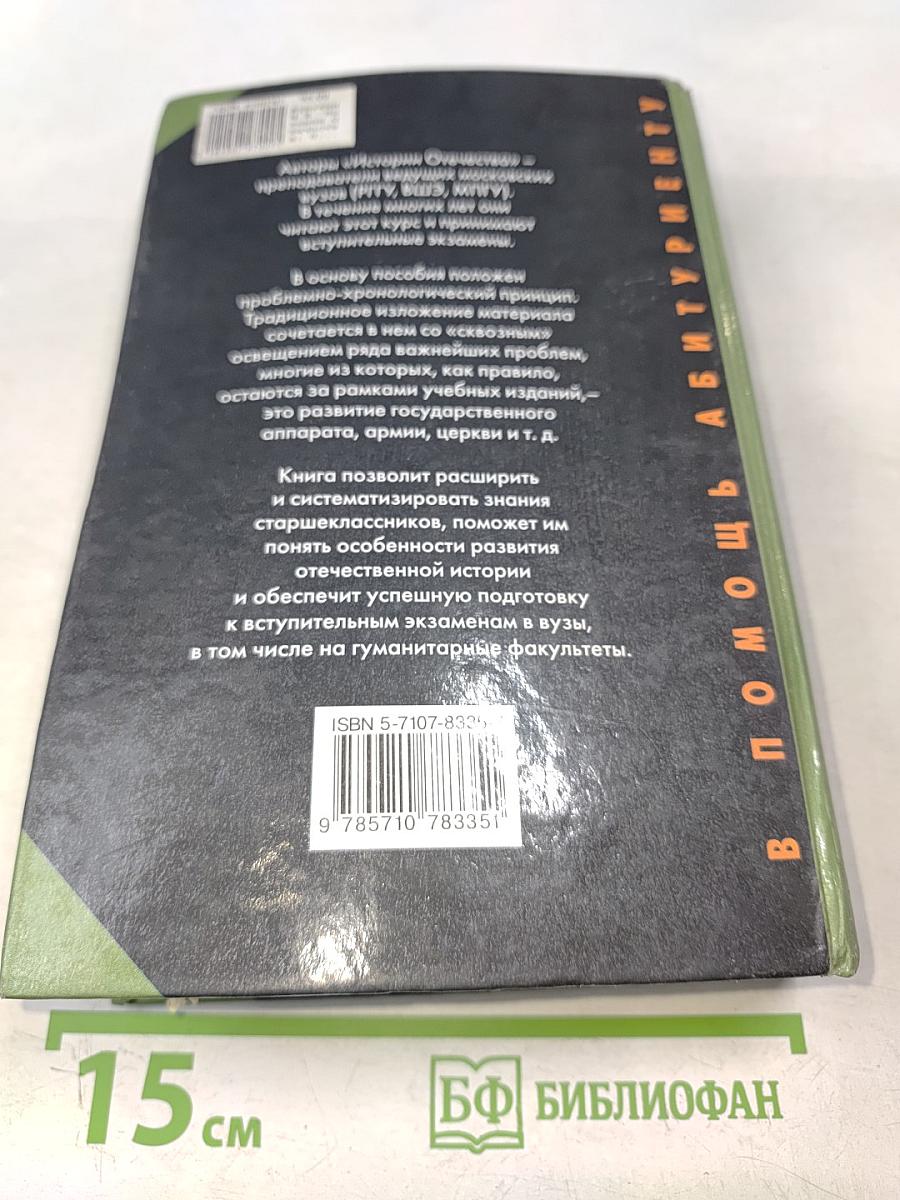 Авторы «Истории Отечества» –
преподаватели ведущих московских
вузов (РГГУ, ВШЭ, МПГУ).
В течение многих лет они
читают этот курс и принимают
вступительные экзамены.
В основу пособия положен
проблемно-хронологический принцип.
Традиционное изложение материала
сочетается в нем со «сквозным»
освещением ряда важнейших проблем,
многие из которых, как правило,
остаются за рамками учебных изданий,–
это развитие государственного
аппарата, армии, церкви и т. д.
Книга позволит расширить
и систематизировать знания
старшеклассников, поможет им
понять особенности развития
отечественной истории
и обеспечит успешную подготовку
к вступительным экзаменам в вузы,
в том числе на гуманитарные факультеты.
ISBN 5-7107-8335-
9 785710 783351
В ПОМОЩЬ АБИТУРИЕНТУ
15 см
БФ БИБЛИОФАН